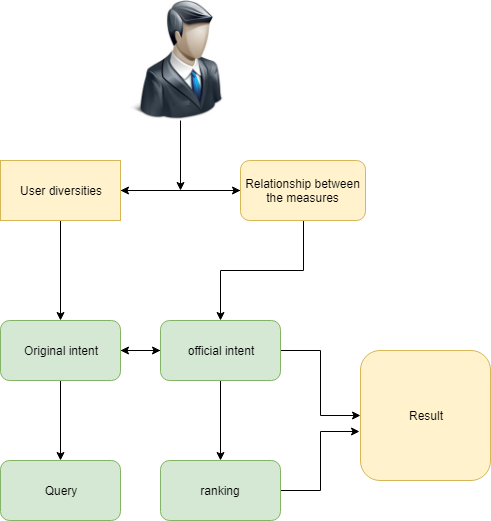 User diversities
Relationship between
the measures
Original intent
official intent
Result
Query
ranking